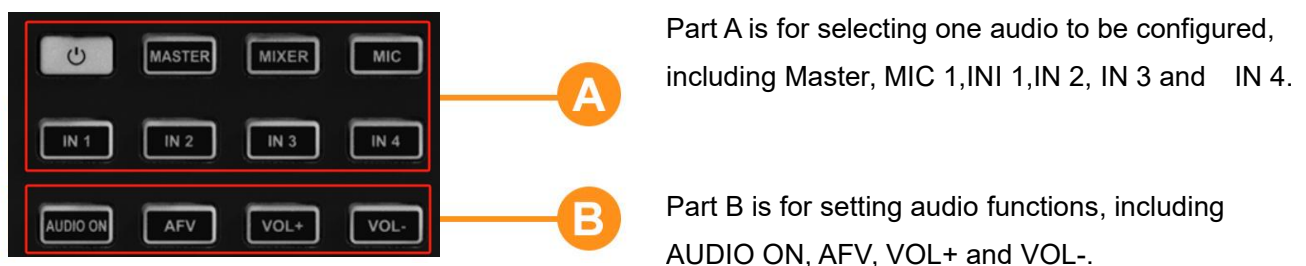 MASTER MIXER MIC
IN 1 IN 2 IN 3 IN 4
AUDIO ON AFV VOL+ VOL-
A
B
Part A is for selecting one audio to be configured,
including Master, MIC 1,INI 1,IN 2, IN 3 and IN 4.
Part B is for setting audio functions, including
AUDIO ON, AFV, VOL+ and VOL-.